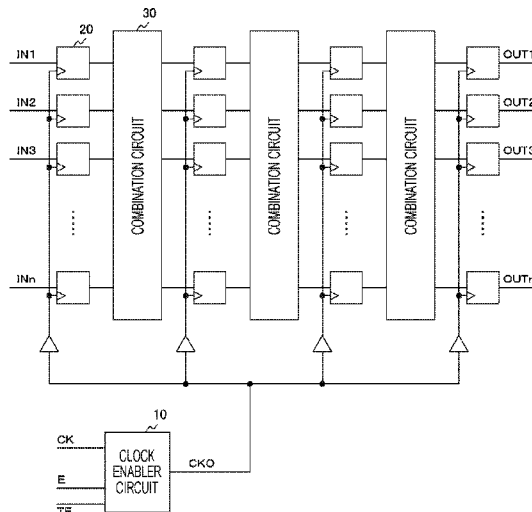 20
30
IN1
OUT1
IN2
OUT2
IN3
OUT3
INn
OUTn
COMBINATION CIRCUIT
COMBINATION CIRCUIT
COMBINATION CIRCUIT
10
CK
E
TE
CLOCK
ENABLER
CIRCUIT
CKO